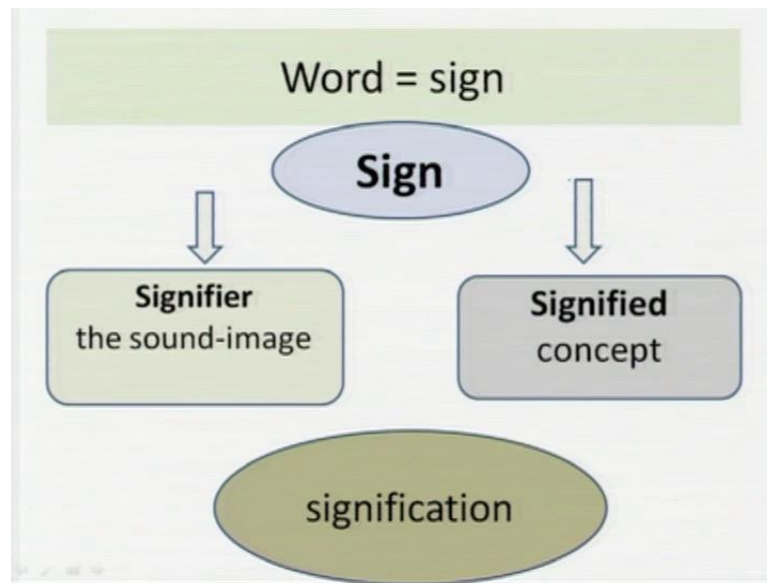 Word = sign
Sign
Signifier
the sound-image
Signified
concept
signification